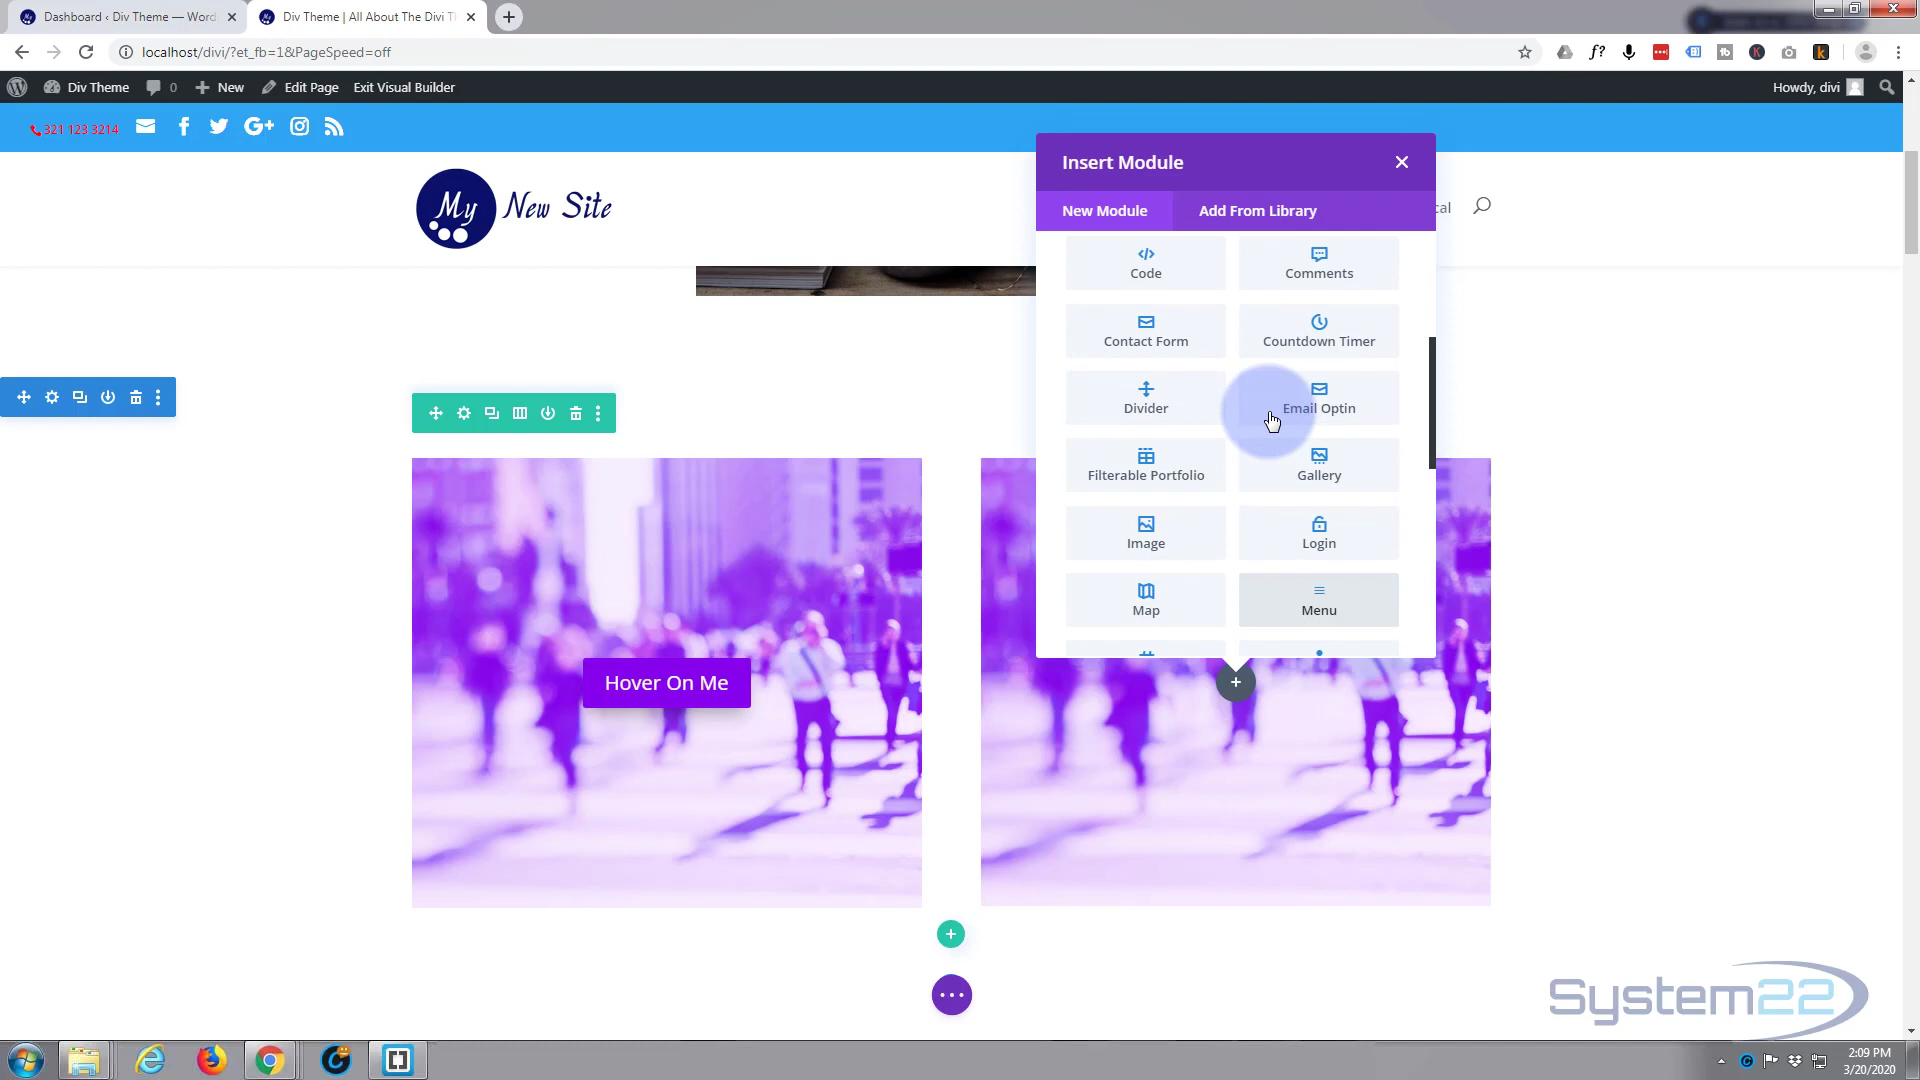 Dashboard ‹ Div Theme — Word
Div Theme | All About The Divi Th
localhost/divi/?et_fb=1&PageSpeed=off
f?
Div Theme
0
New
Edit Page
Exit Visual Builder
Howdy, divi
321 123 3214
G+
My New Site
cal
Insert Module
New Module
Add From Library
Code
Comments
Contact Form
Countdown Timer
Divider
Email Optin
Filterable Portfolio
Gallery
Image
Login
Map
Menu
Hover On Me
System22
2:09 PM
3/20/2020